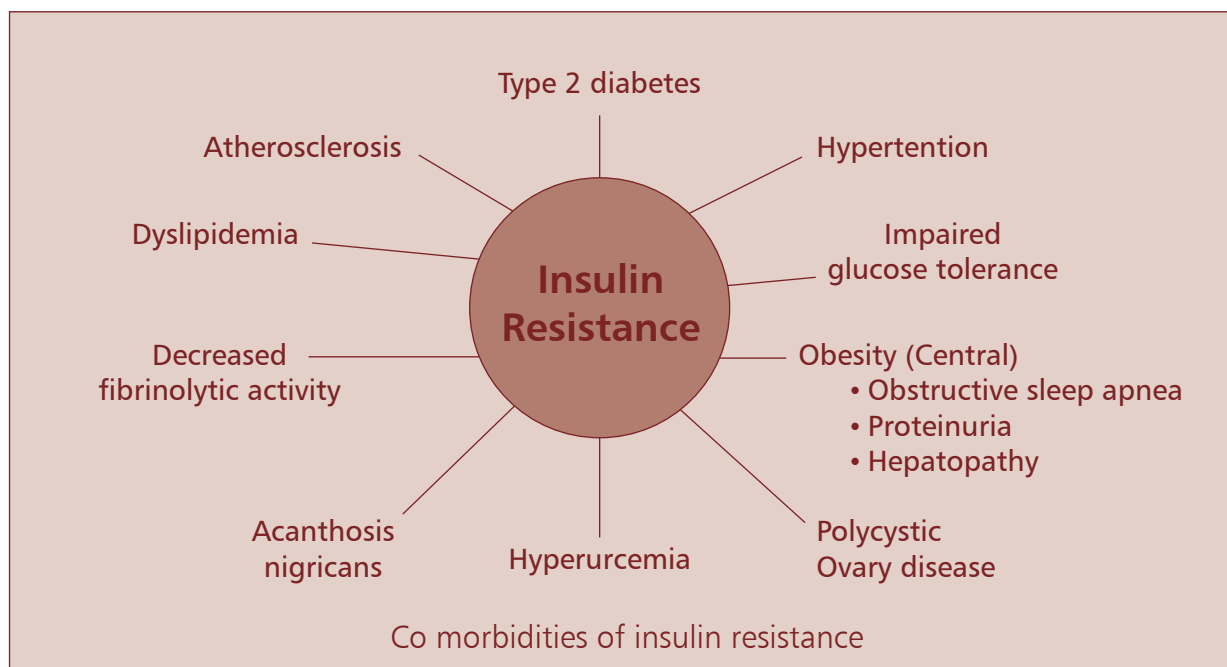 Type 2 diabetes
Atherosclerosis
Hypertention
Dyslipidemia
Impaired
glucose tolerance
Insulin
Resistance
Decreased
fibrinolytic activity
Obesity (Central)
• Obstructive sleep apnea
• Proteinuria
• Hepatopathy
Acanthosis
nigricans
Hyperurcemia
Polycystic
Ovary disease
Co morbidities of insulin resistance